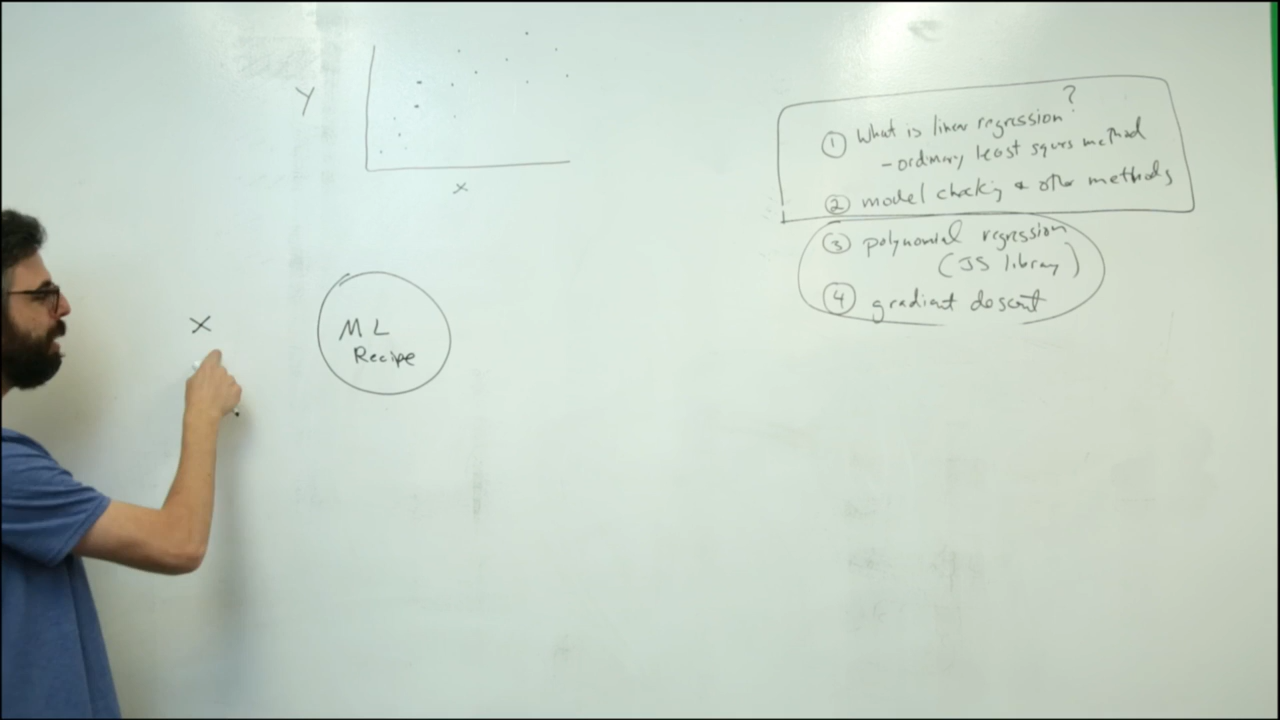 Y
x
X
ML
Recipe
① What is linear regression?
- ordinary least squrs method
② model checking & other methods
③ polynomial regression
(JS library)
④ gradient descent